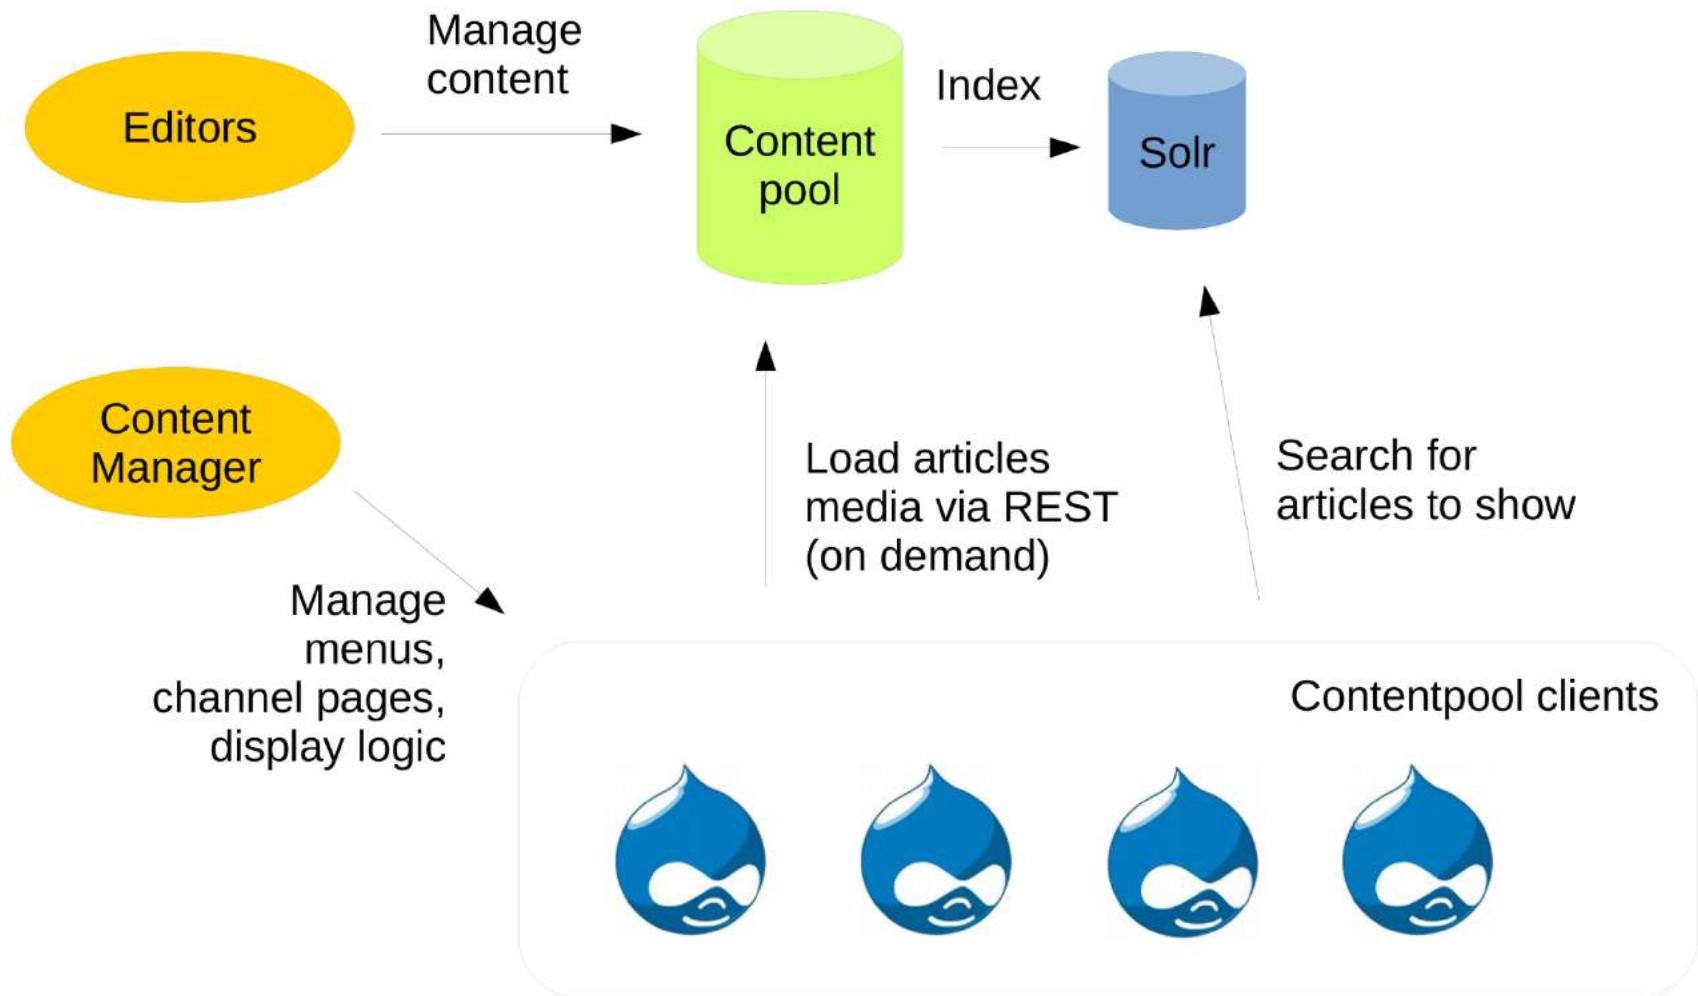 Manage
content
Editors
Content
pool
Index
Solr
Content
Manager
Load articles
media via REST
(on demand)
Search for
articles to show
Manage
menus,
channel pages,
display logic
Contentpool clients